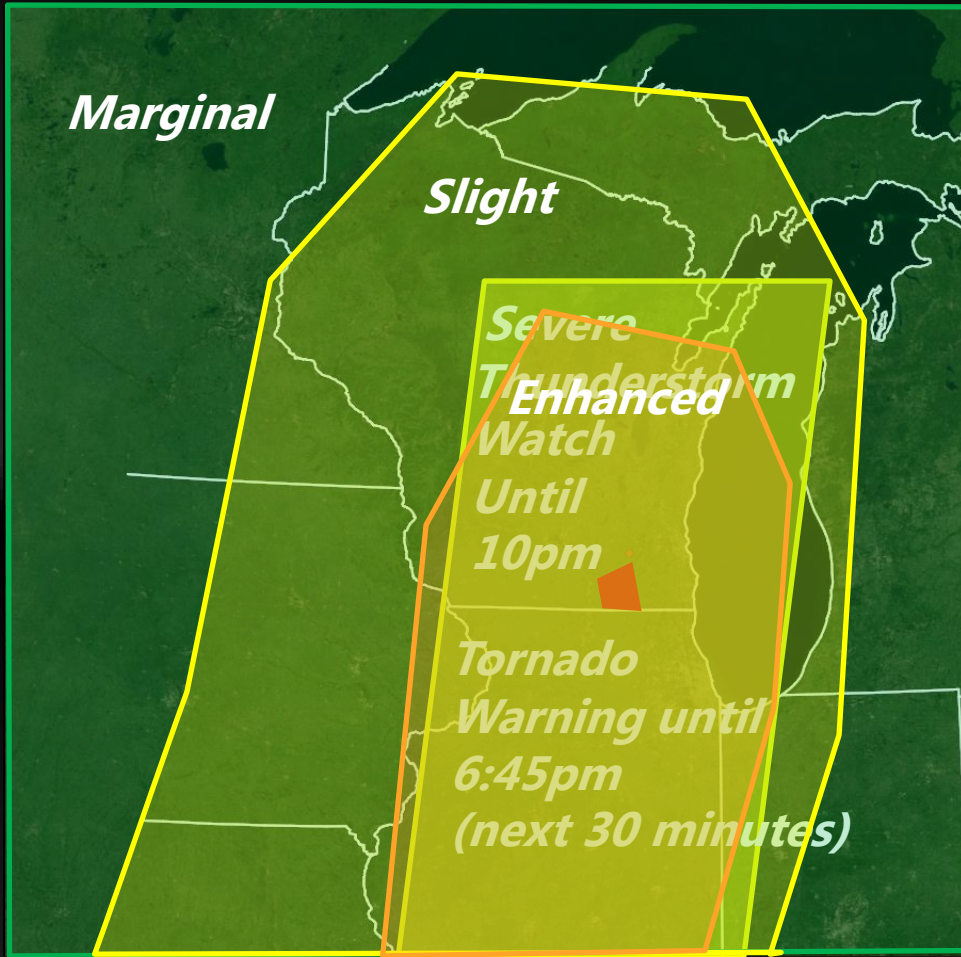 Marginal
Slight
Severe
Thunderstorm
Enhanced
Watch
Until
10pm
Tornado
Warning until
6:45pm
(next 30 minutes)